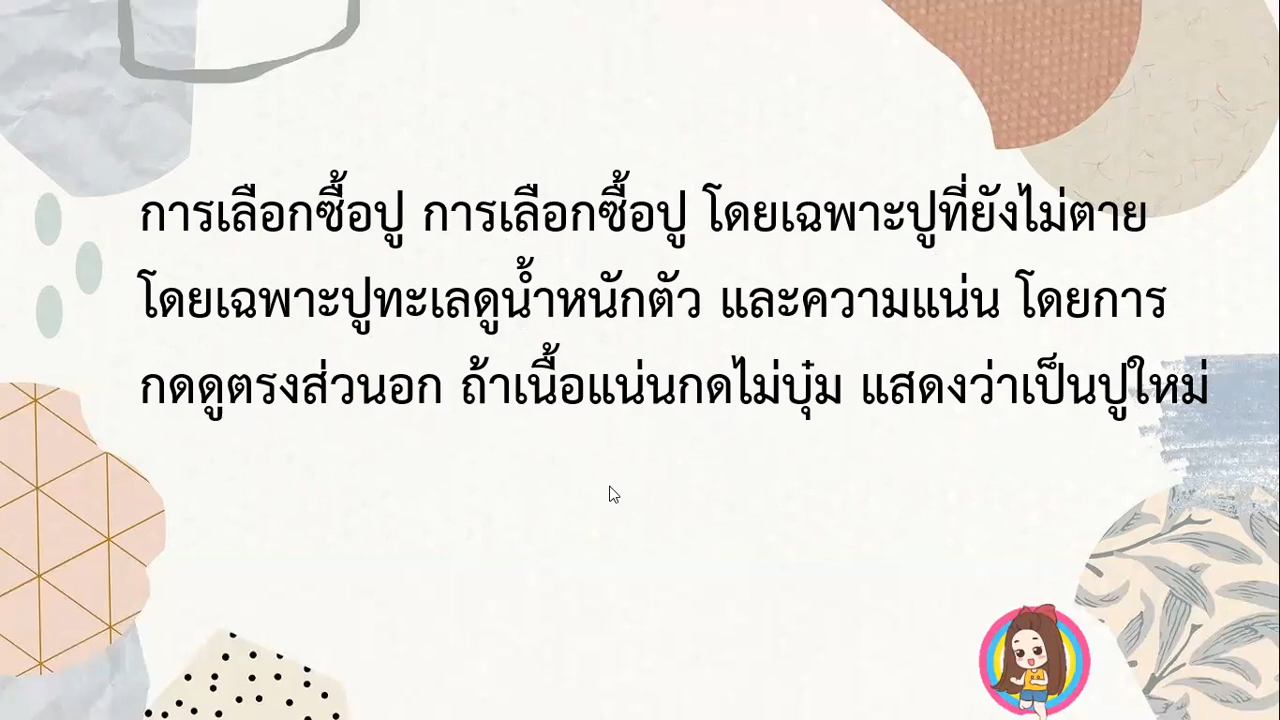 การเลือกซื้อปู การเลือกซื้อปู โดยเฉพาะปูที่ยังไม่ตาย
โดยเฉพาะปูทะเลดูน้ำหนักตัว และความแน่น โดยการ
กดดูตรงส่วนอก ถ้าเนื้อแน่นกดไม่บุ๋ม แสดงว่าเป็นปูใหม่